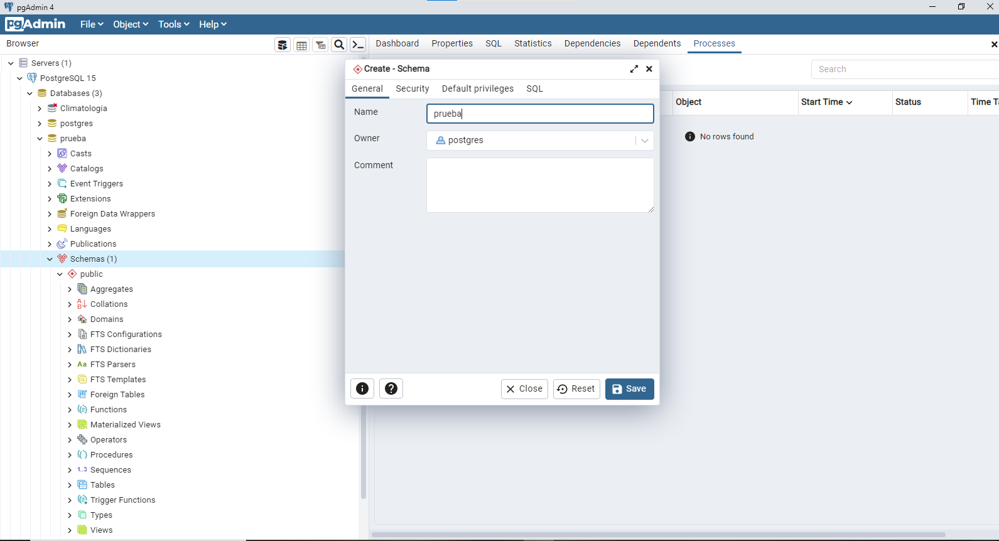 pgAdmin 4
pgAdmin File Object Tools Help
Browser
Dashboard Properties SQL Statistics Dependencies Dependents Processes
Servers (1)
PostgreSQL 15
Databases (3)
Climatologia
postgres
prueba
Casts
Catalogs
Event Triggers
Extensions
Foreign Data Wrappers
Languages
Publications
Schemas (1)
public
Aggregates
Collations
Domains
FTS Configurations
FTS Dictionaries
Aa FTS Parsers
FTS Templates
Foreign Tables
Functions
Materialized Views
Operators
Procedures
1..3 Sequences
Tables
Trigger Functions
Types
Views
Create - Schema
General Security Default privileges SQL
Name prueba
Owner postgres
Comment
Close Reset Save
Search
Object Start Time Status Time Ta
No rows found